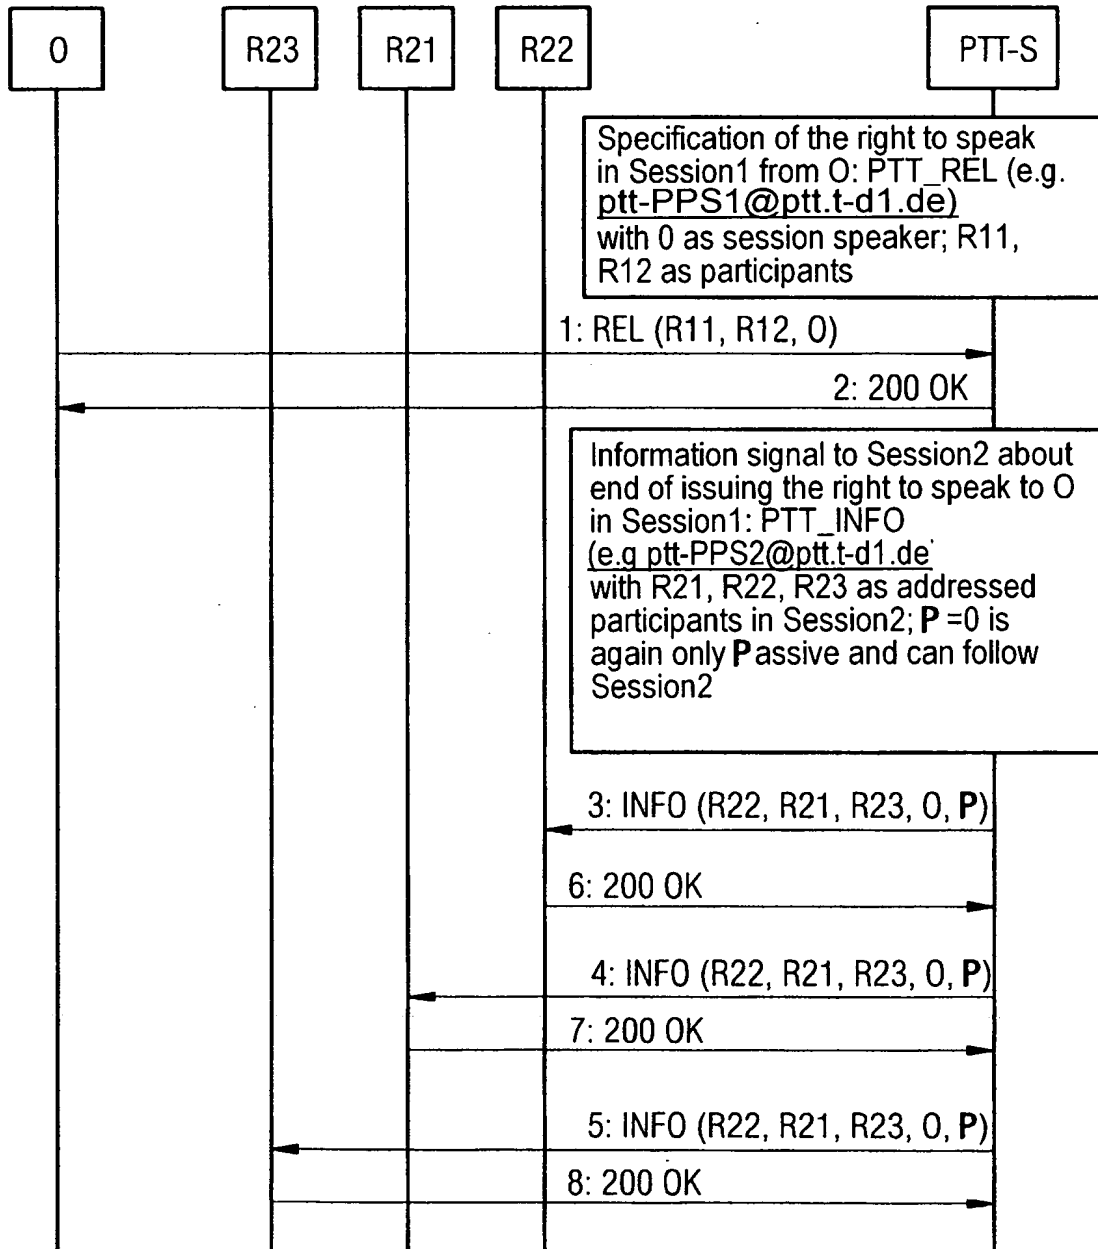 O
R23
R21
R22
PTT-S
Specification of the right to speak
in Session1 from O: PTT_REL (e.g.
ptt-PPS1@ptt.t-d1.de)
with 0 as session speaker; R11,
R12 as participants
1: REL (R11, R12, O)
2: 200 OK
Information signal to Session2 about
end of issuing the right to speak to O
in Session1: PTT_INFO
(e.g ptt-PPS2@ptt.t-d1.de
with R21, R22, R23 as addressed
participants in Session2; P =0 is
again only Passive and can follow
Session2
3: INFO (R22, R21, R23, O, P)
6: 200 OK
4: INFO (R22, R21, R23, O, P)
7: 200 OK
5: INFO (R22, R21, R23, O, P)
8: 200 OK